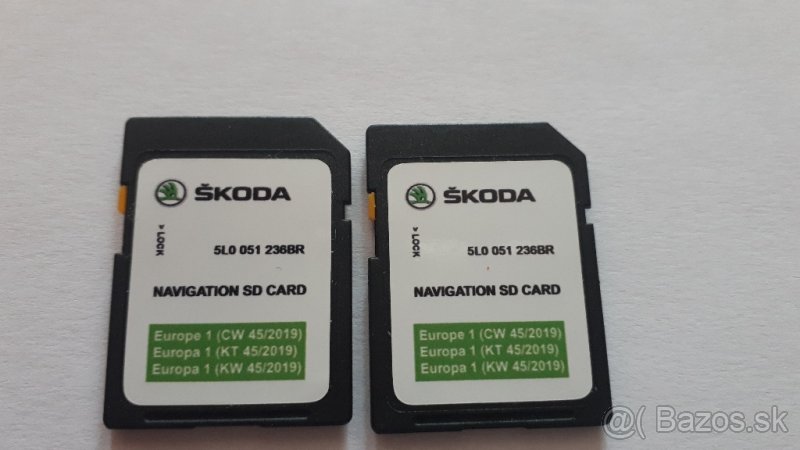 ŠKODA
> LOCK
5L0 051 236BR
NAVIGATION SD CARD
Europe 1 (CW 45/2019)
Europa 1 (KT 45/2019)
Europa 1 (KW 45/2019)
ŠKODA
> LOCK
5L0 051 236BR
NAVIGATION SD CARD
Europe 1 (CW 45/2019)
Europa 1 (KT 45/2019)
Europa 1 (KW 45/2019)
@( Bazos.sk